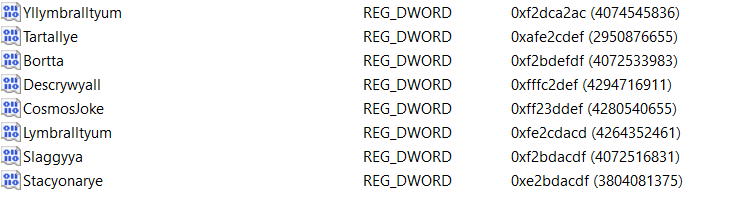 Yllymbralltyum REG_DWORD 0xf2dca2ac (4074545836)
Tartallye REG_DWORD 0xafe2cdef (2950876655)
Bortta REG_DWORD 0xf2bdefdf (4072533983)
Descrywyall REG_DWORD 0xfffc2def (4294716911)
CosmosJoke REG_DWORD 0xff23ddef (4280540655)
Lymbralltyum REG_DWORD 0xfe2cdacd (4264352461)
Slaggyya REG_DWORD 0xf2bdacdf (4072516831)
Stacyonarye REG_DWORD 0xe2bdacdf (3804081375)